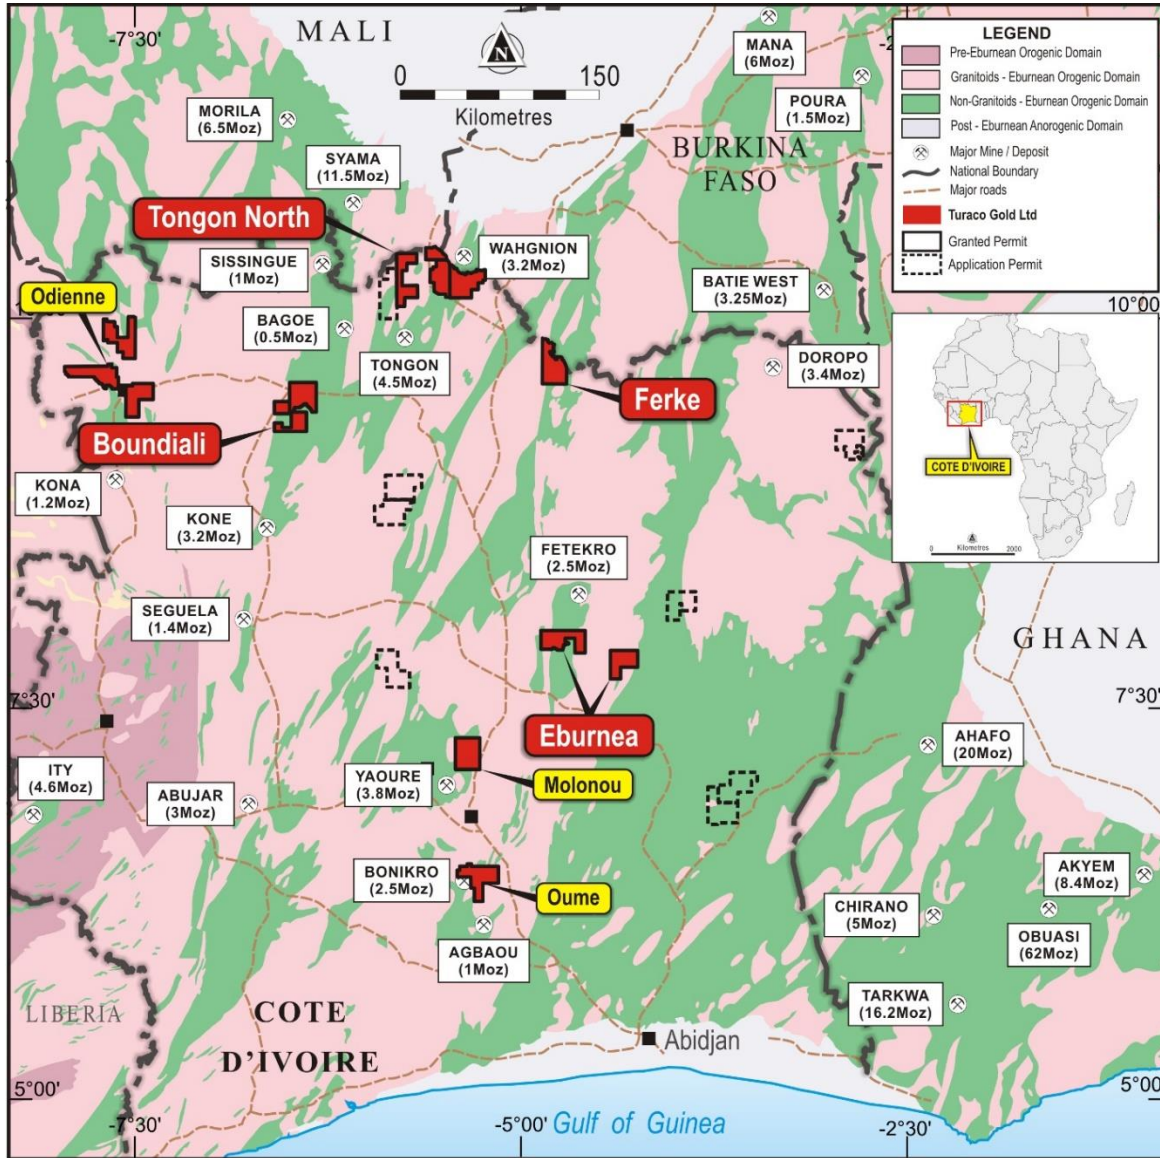 -7°30'
MALI
N
0 150
Kilometres
MANA
(6Moz)
POURA
(1.5Moz)
LEGEND
Pre-Eburnean Orogenic Domain
Granitoids - Eburnean Orogenic Domain
Non-Granitoids - Eburnean Orogenic Domain
Post - Eburnean Anorogenic Domain
Major Mine / Deposit
National Boundary
Major roads
Turaco Gold Ltd
Granted Permit
Application Permit
MORILA
(6.5Moz)
SYAMA
(11.5Moz)
BURKINA
FASO
Tongon North
SISSINGUE
(1Moz)
WAHGNION
(3.2Moz)
BATIE WEST
(3.25Moz)
10°00'
Odienne
BAGOE
(0.5Moz)
TONGON
(4.5Moz)
DOROPO
(3.4Moz)
Ferke
Boundiali
COTE D'IVOIRE
0 Kilometres 2000
KONA
(1.2Moz)
KONE
(3.2Moz)
FETEKRO
(2.5Moz)
SEGUELA
(1.4Moz)
GHANA
7°30'
7°30'
Eburnea
AHAFO
(20Moz)
ITY
(4.6Moz)
ABUJAR
(3Moz)
YAOURE
(3.8Moz)
Molonou
BONIKRO
(2.5Moz)
Oume
AKYEM
(8.4Moz)
CHIRANO
(5Moz)
OBUASI
(62Moz)
AGBAOU
(1Moz)
LIBERIA
COTE
D'IVOIRE
TARKWA
(16.2Moz)
Abidjan
5°00'
5°00'
-7°30'
-5°00'
Gulf of Guinea
-2°30'